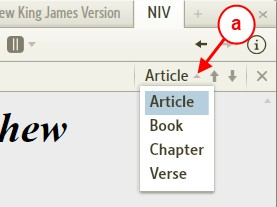 ew King James Version NIV
a
Article
Article
Book
Chapter
Verse
hew